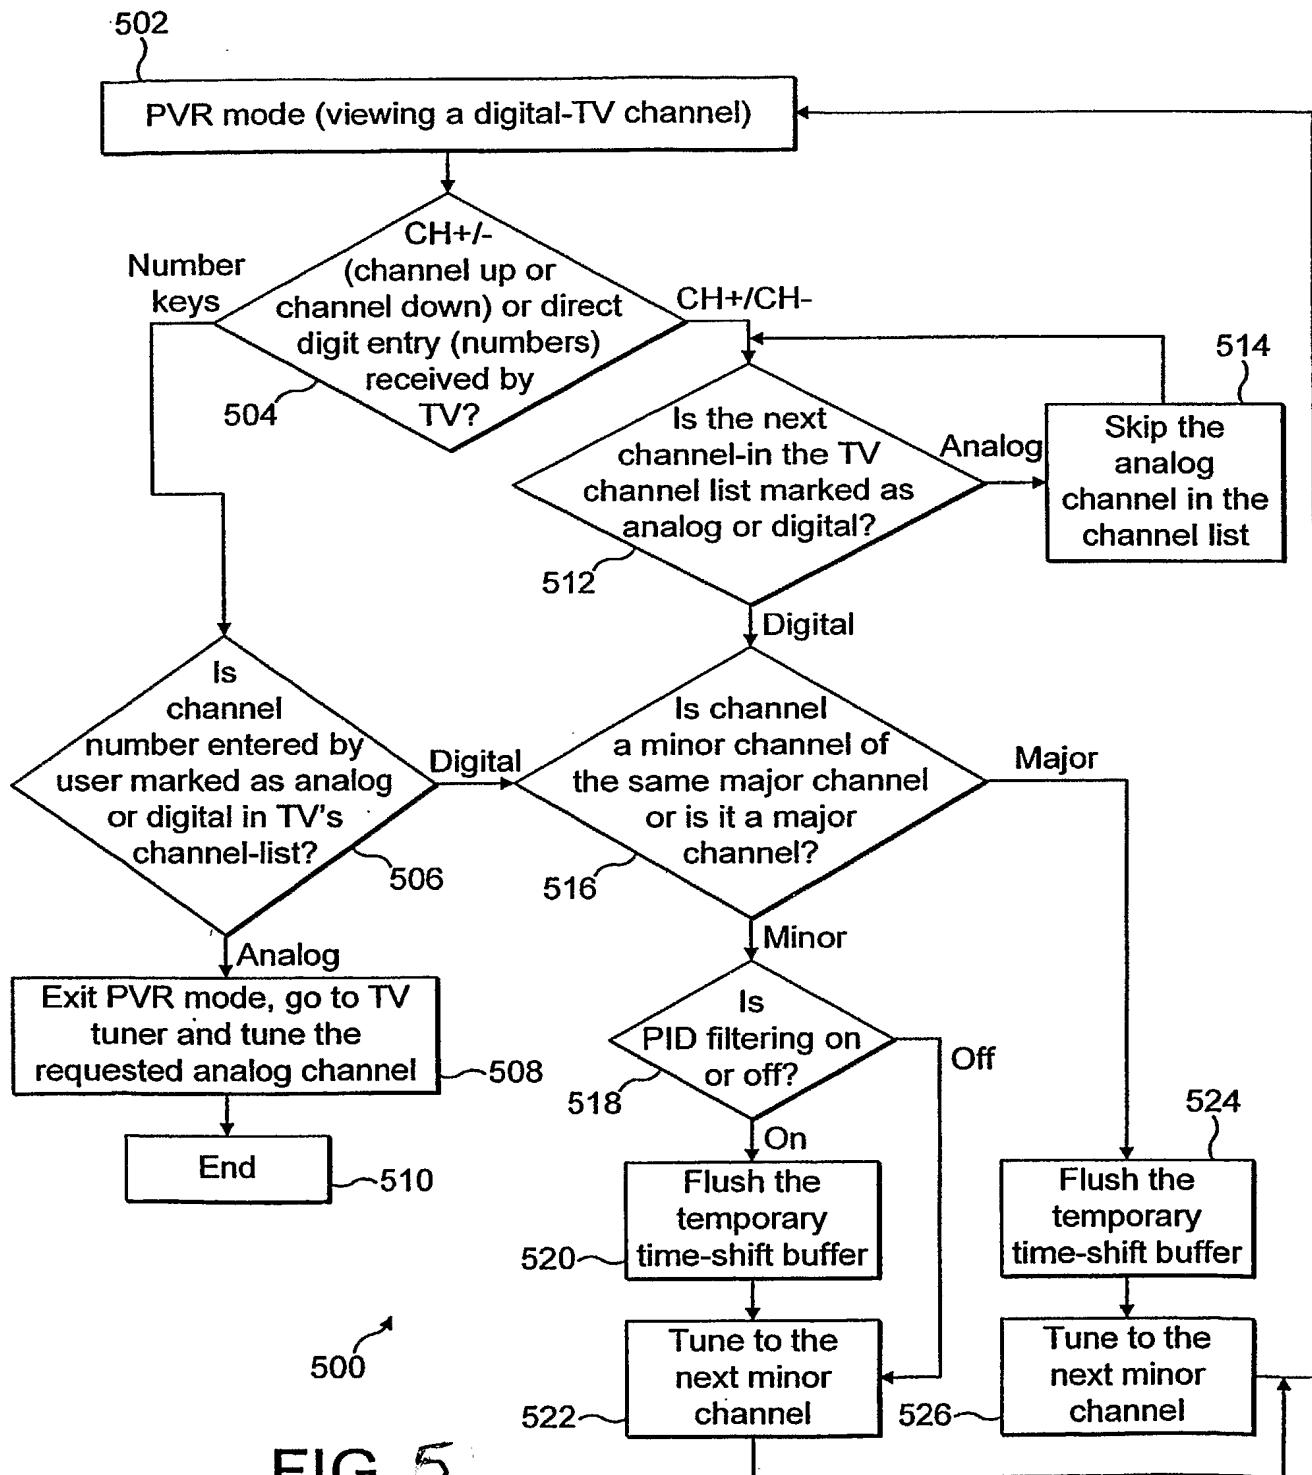 502
PVR mode (viewing a digital-TV channel)
CH+/-
(channel up or
channel down) or direct
digit entry (numbers)
received by
TV?
504
Number
keys
CH+/CH-
Is the next
channel-in the TV
channel list marked as
analog or digital?
512
Analog
514
Skip the
analog
channel in the
channel list
Digital
Is
channel
number entered by
user marked as analog
or digital in TV's
channel-list?
506
Digital
Is channel
a minor channel of
the same major channel
or is it a major
channel?
516
Major
Analog
Exit PVR mode, go to TV
tuner and tune the
requested analog channel
508
End
510
Minor
Is
PID filtering on
or off?
518
Off
On
Flush the
temporary
time-shift buffer
520
524
Flush the
temporary
time-shift buffer
Tune to the
next minor
channel
522
Tune to the
next minor
channel
526
500
FIG. 5